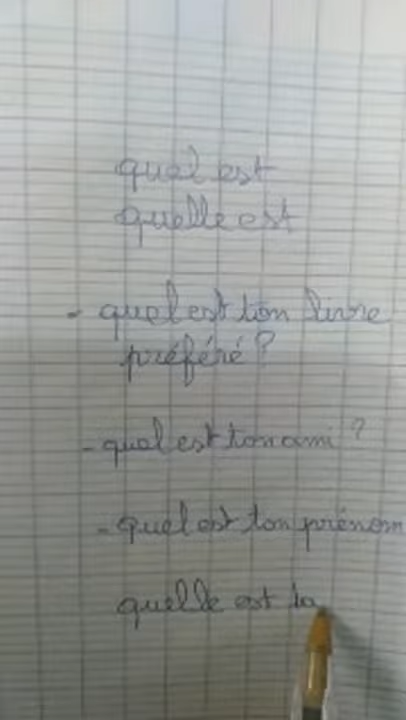 quel est
quelle est
- quel est ton livre
préféré ?
- quel est ton ami ?
- quel est ton prénom
quelle est ta